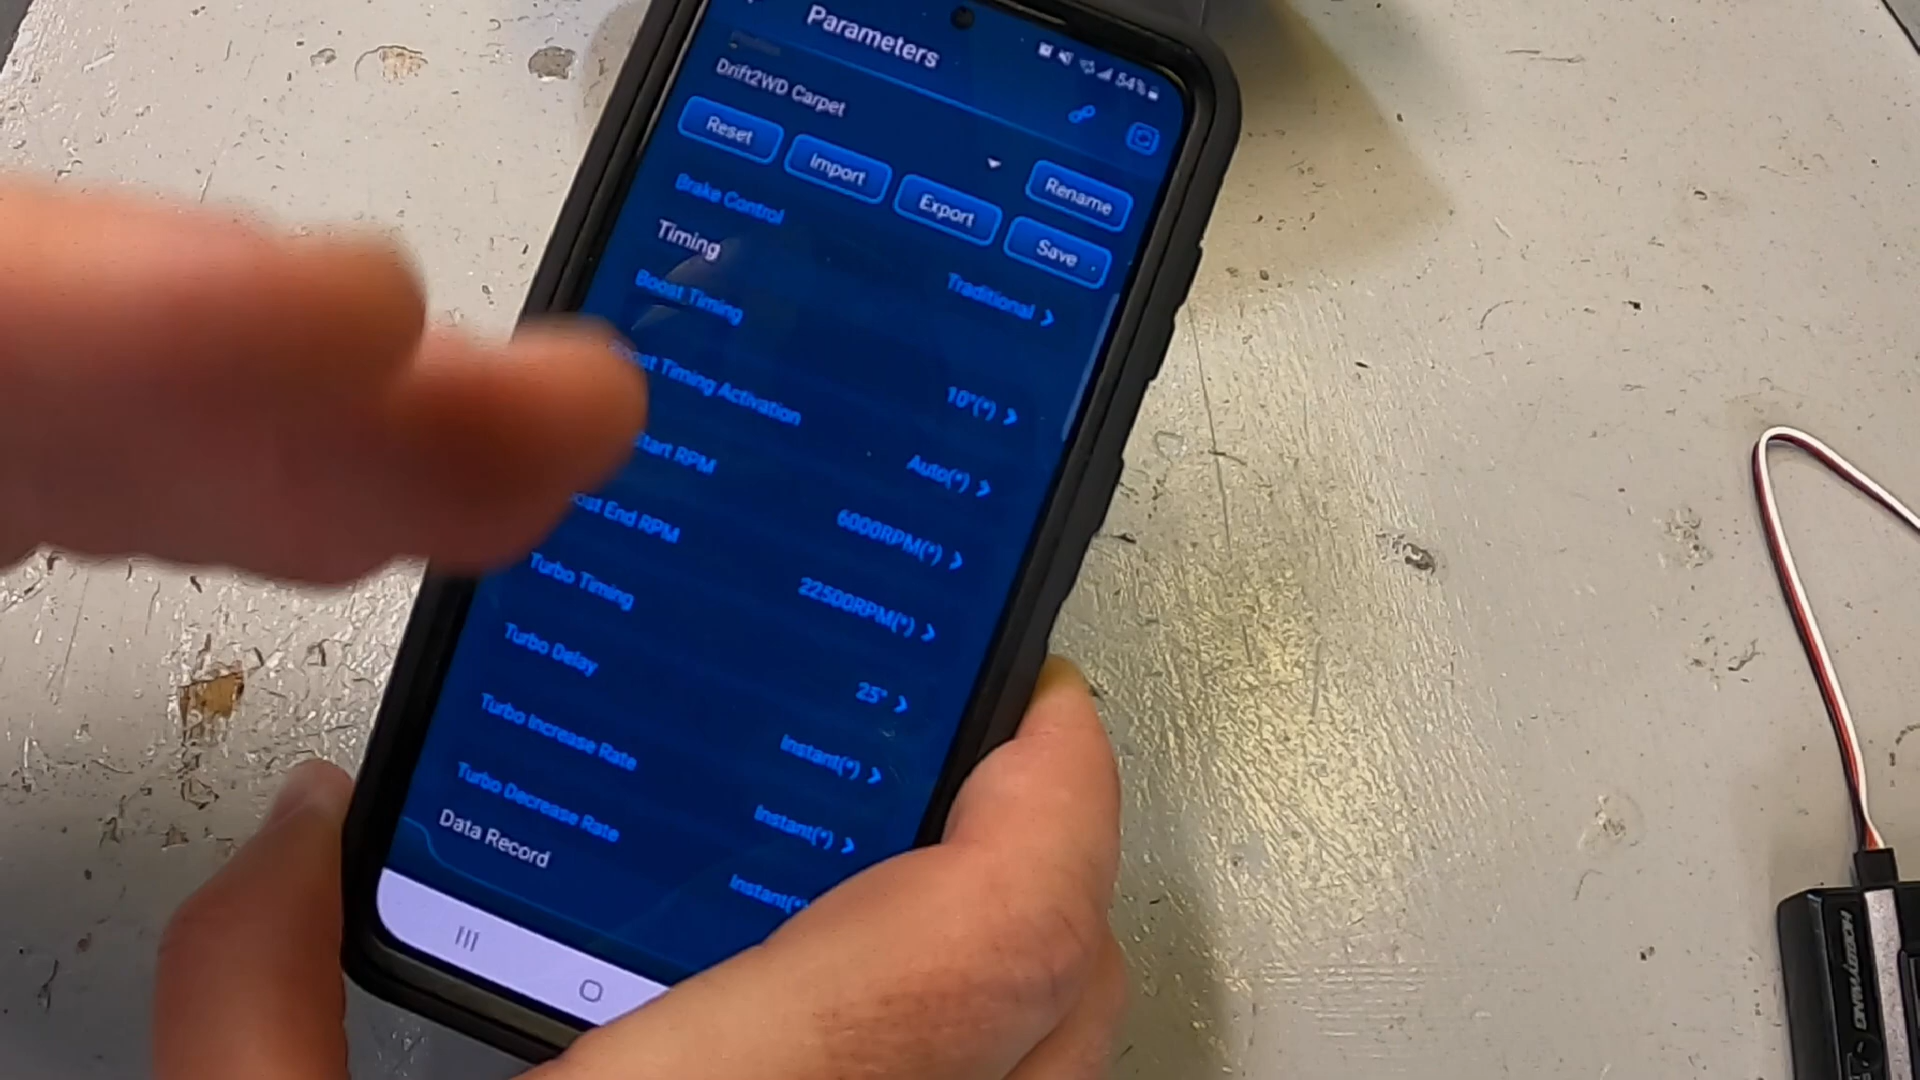 Parameters
54%
Drift2WD Carpet
Rename
Reset
Import
Export
Save
Brake Control
Traditional
Timing
Boost Timing
10°(*)
Timing Activation
Auto(*)
Start RPM
6000RPM(*)
End RPM
22500RPM(*)
Turbo Timing
25°
Turbo Delay
Instant(*)
Turbo Increase Rate
Instant(*)
Turbo Decrease Rate
Instant(*
Data Record